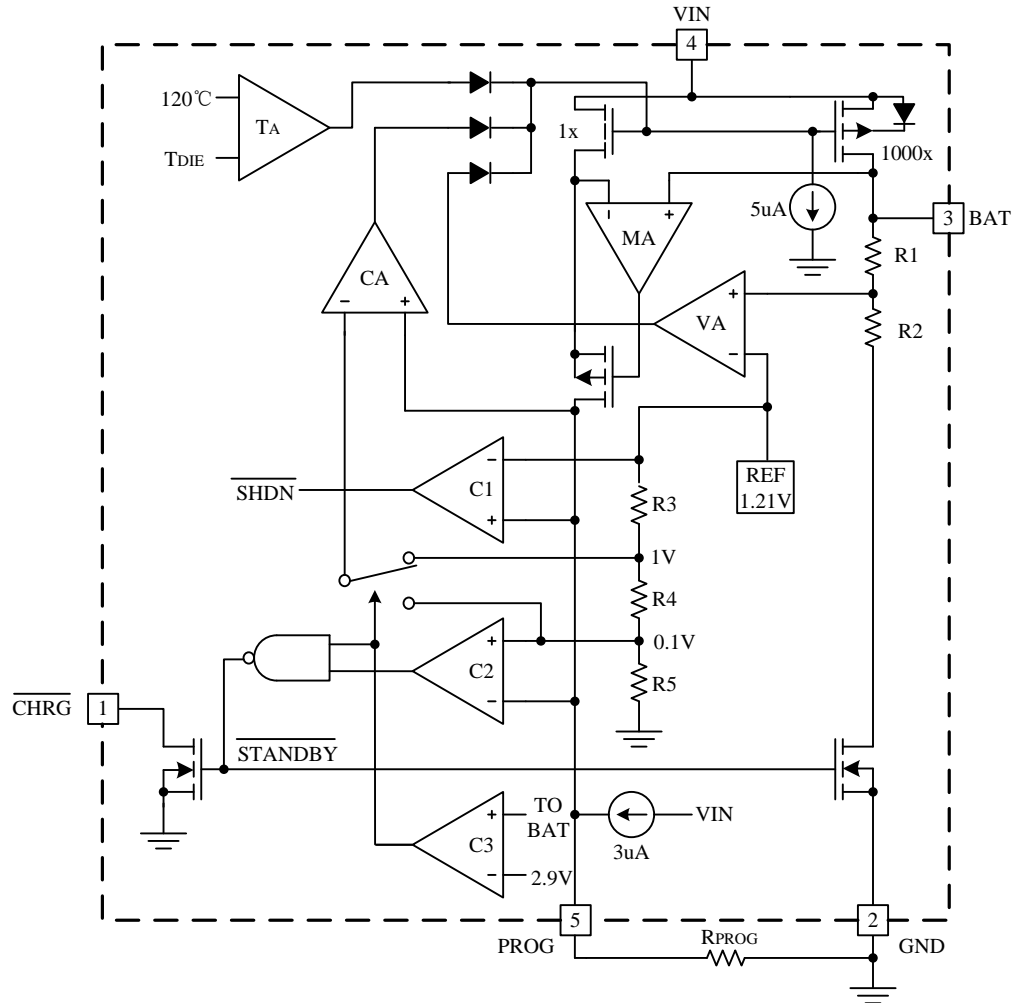 VIN
4
120℃
TA
TDIE
1x
1000x
5uA
3 BAT
MA
R1
CA
− +
− +
VA
+
−
R2
REF
1.21V
SHDN
C1
−
+
R3
1V
R4
0.1V
R5
C2
+
−
CHRG
1
STANDBY
C3
+
−
TO
BAT
2.9V
VIN
3uA
5
PROG
RPROG
2
GND